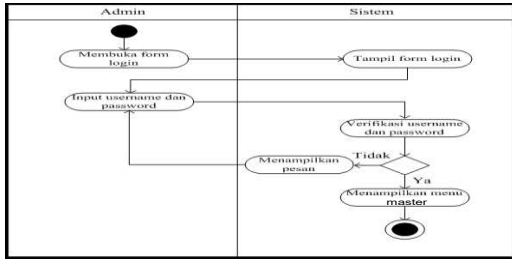 Admin
Sistem
Membuka form
login
Tampil form login
Input username dan
password
Verifikasi username
dan password
Tidak
Menampilkan
pesan
Ya
Menampilkan menu
master